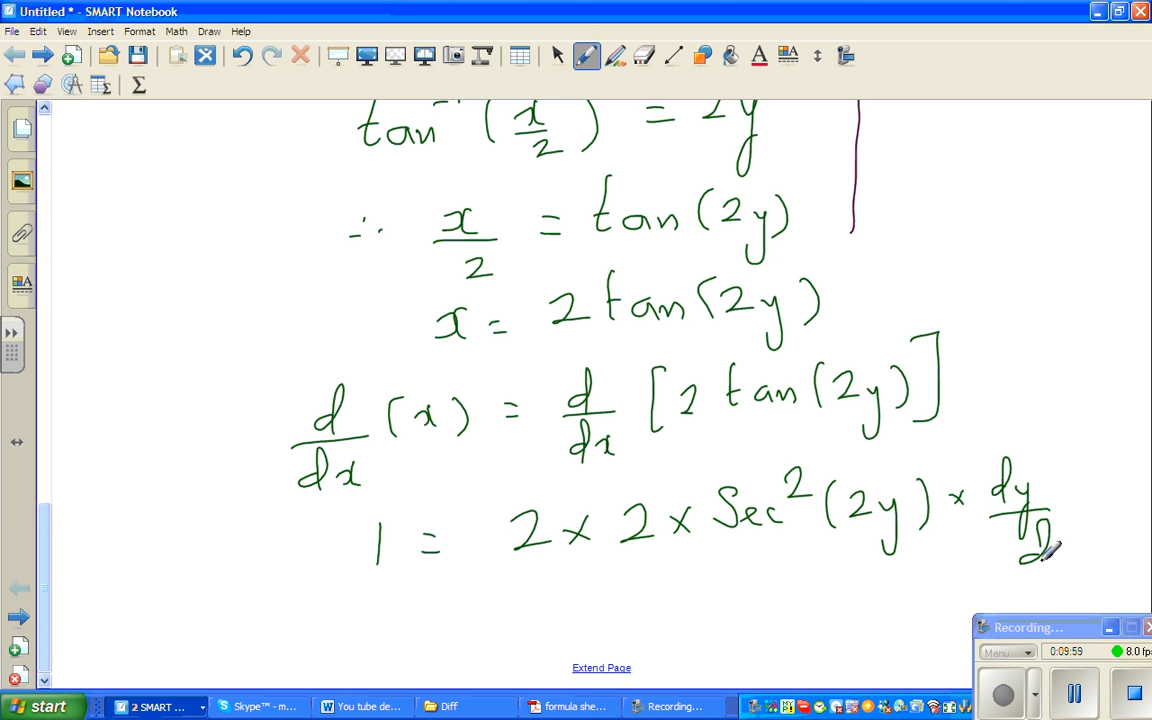 Untitled * - SMART Notebook
File Edit View Insert Format Math Draw Help
tan⁻¹ (x/2) = 2y
∴ x/2 = tan(2y)
x = 2 tan(2y)
d/dx (x) = d/dx [2 tan(2y)]
1 = 2 × 2 × Sec²(2y) × dy/d
Extend Page
Recording...
Menu 0:09:59 8.0 fp
start 2 SMART ... Skype™ - m... You tube de... Diff formula she... Recording...